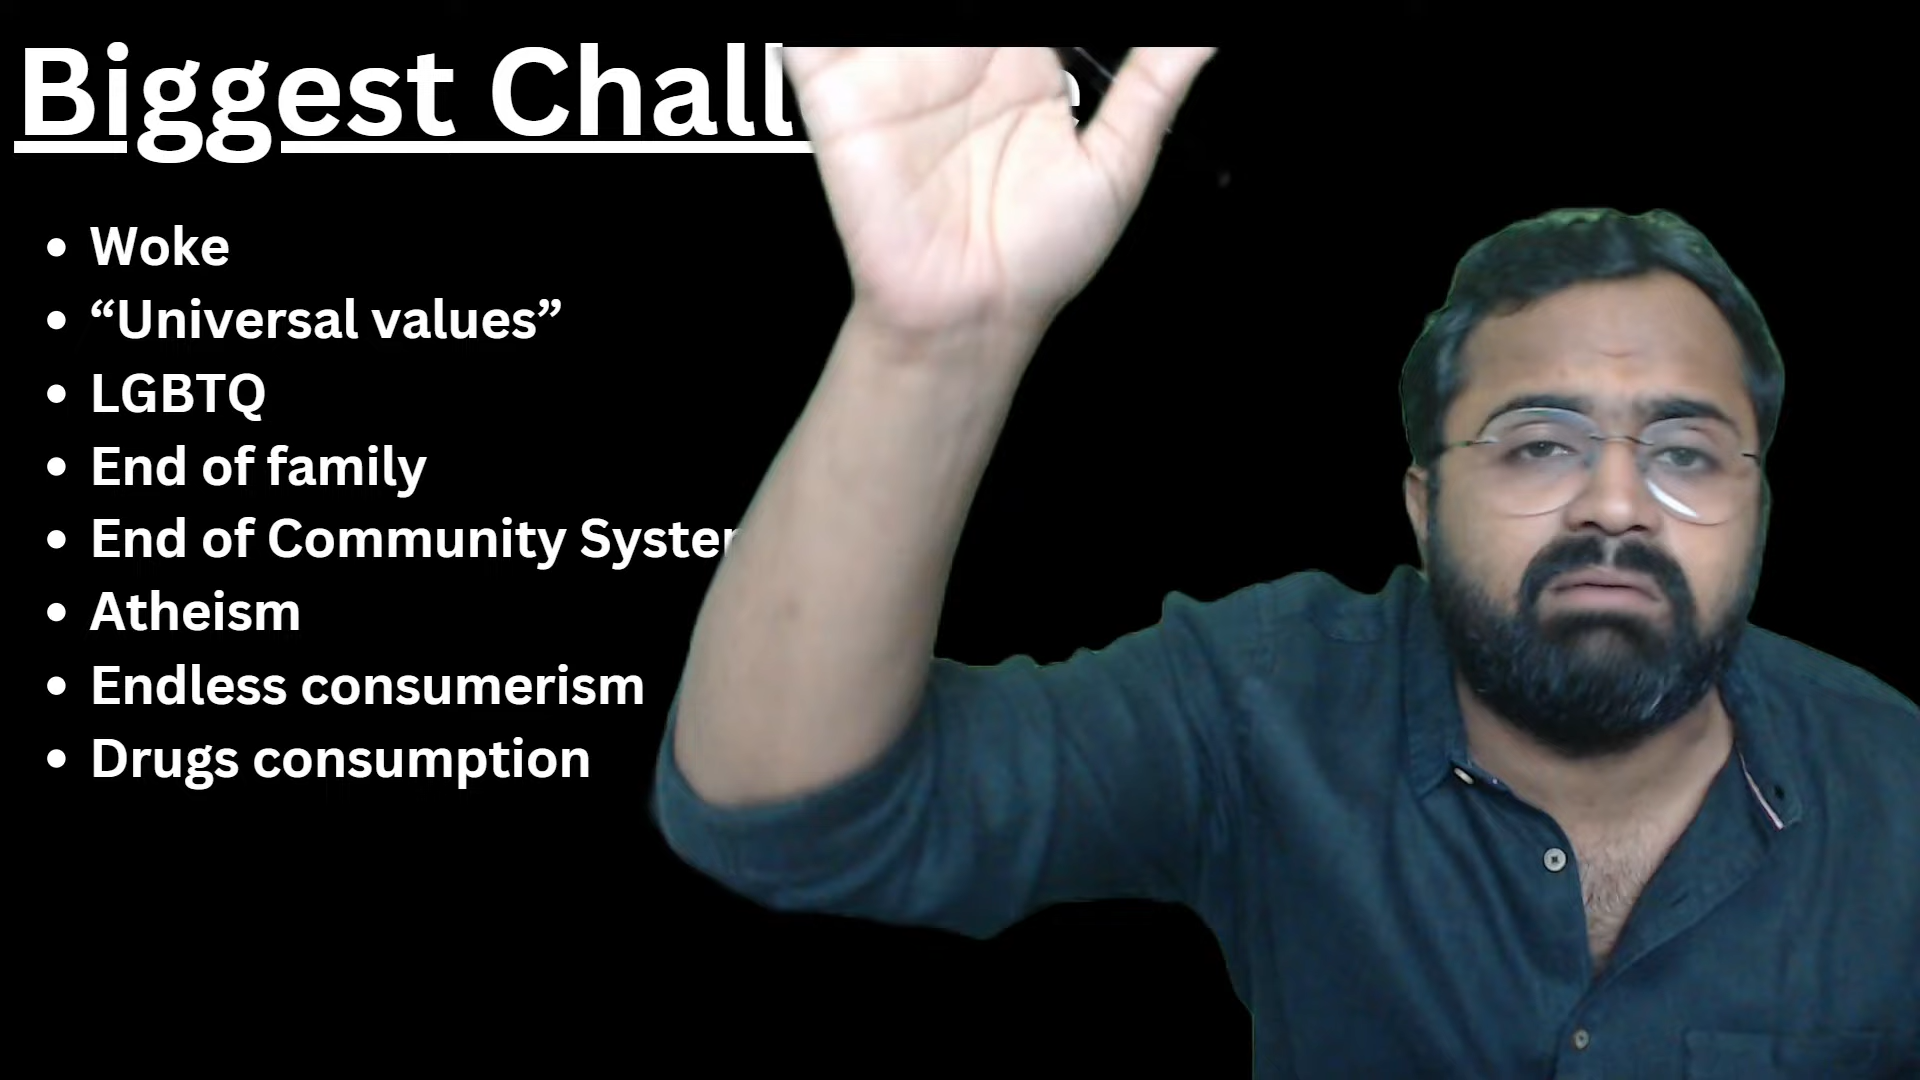 Biggest
• Woke
• “Universal values”
• LGBTQ
• End of family
• End of Community
• Atheism
• Endless consumerism
• Drugs consumption